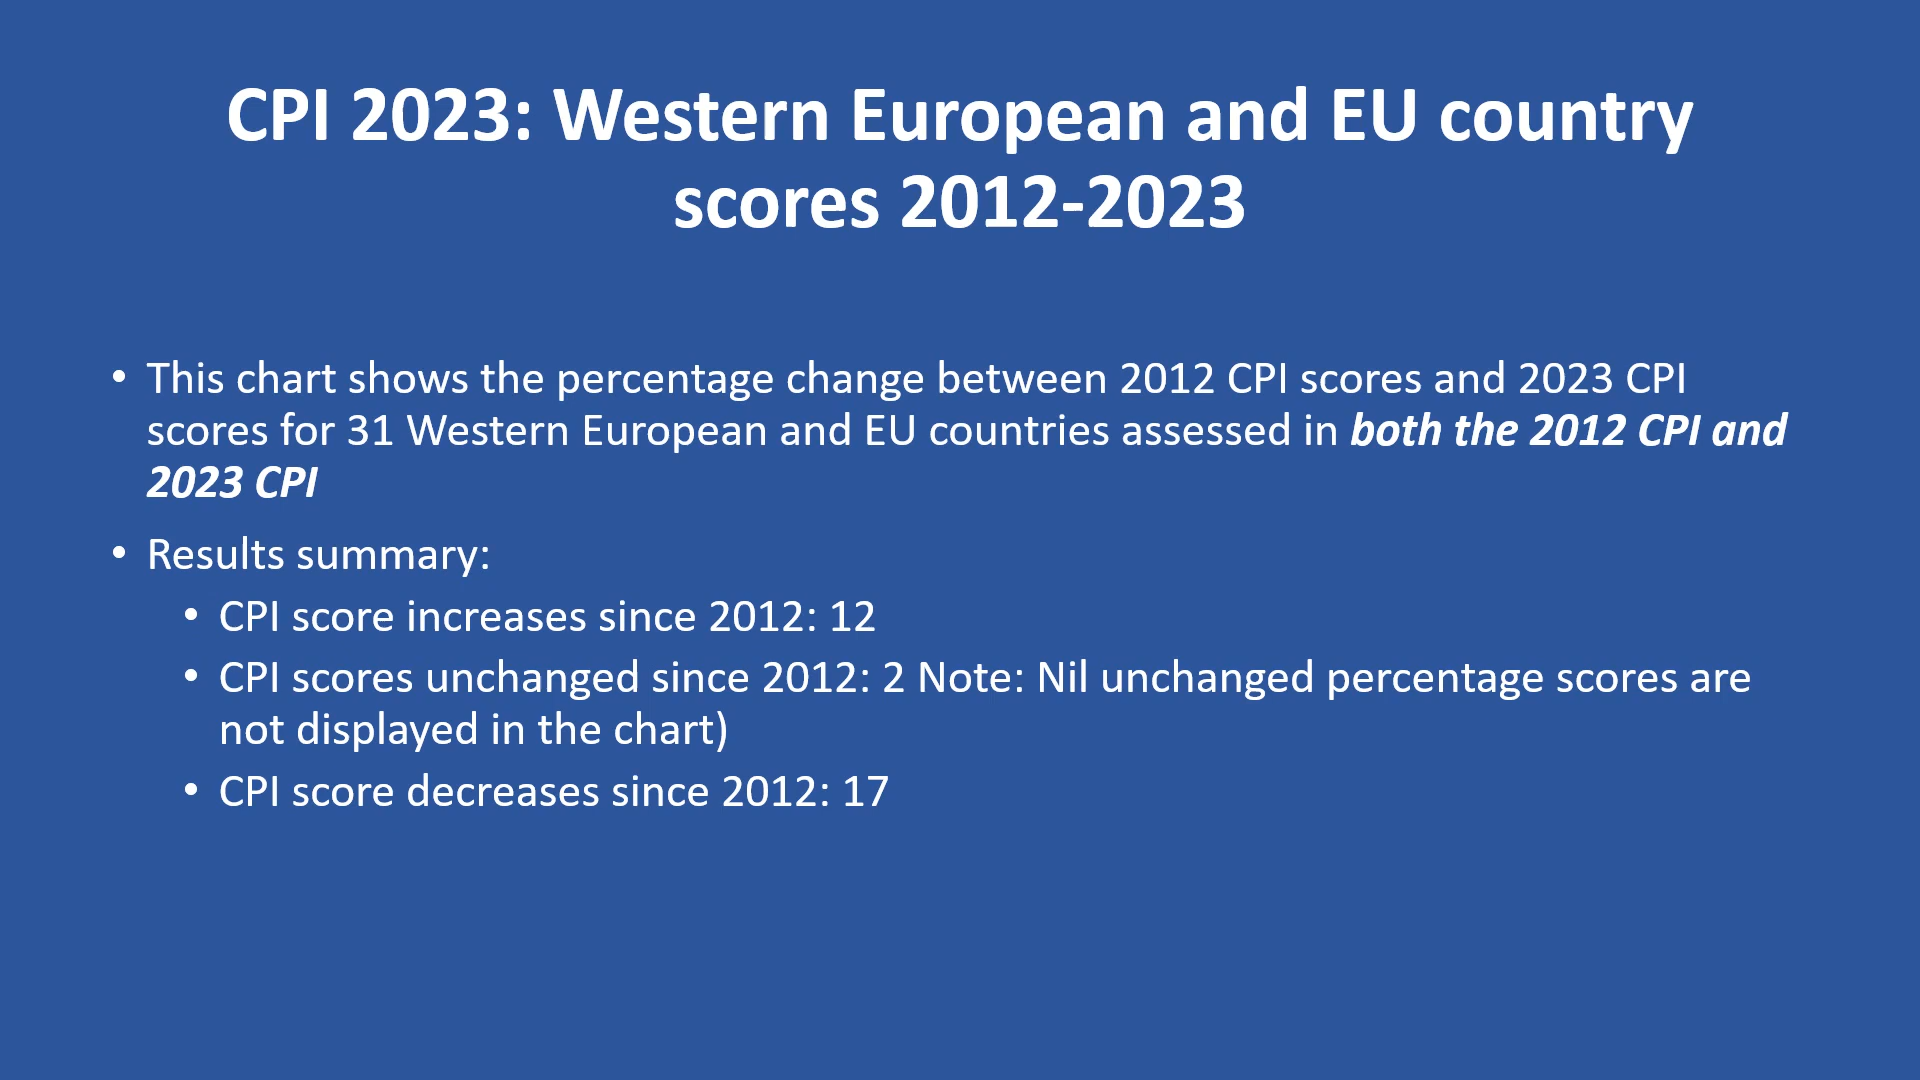 CPI 2023: Western European and EU country
scores 2012-2023
• This chart shows the percentage change between 2012 CPI scores and 2023 CPI
scores for 31 Western European and EU countries assessed in both the 2012 CPI and
2023 CPI
• Results summary:
• CPI score increases since 2012: 12
• CPI scores unchanged since 2012: 2 Note: Nil unchanged percentage scores are
not displayed in the chart)
• CPI score decreases since 2012: 17